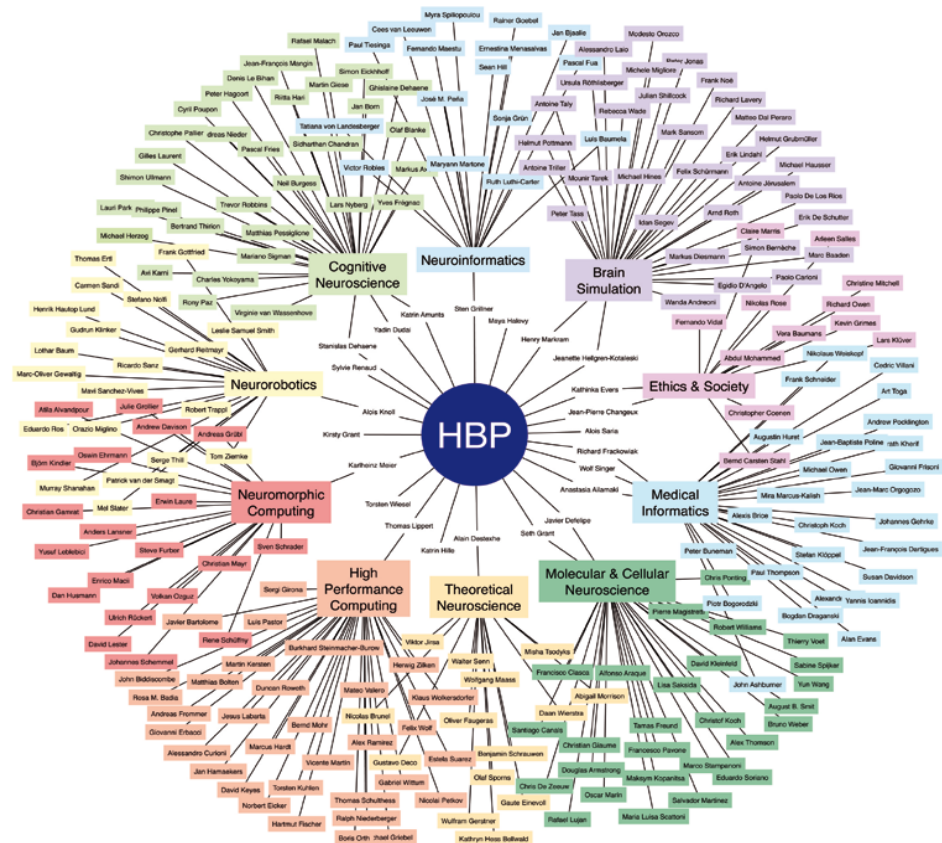 Myra Spiliopoulou
Rainer Goebel
Cees van Leeuwen
Jan Bjaalie
Modesto Orozco
Rafael Malach
Paul Tiesinga
Fernando Maestu
Ernestina Menasalvas
Alessandro Laio
Pascal Fua
Jean-François Mangin
Sean Hill
Michele Migliore
Denis Le Bihan
Simon Eickhoff
Ursula Röthlisberger
Frank Noé
Martin Giese
Ghislaine Dehaene
Peter Hagoort
Riitta Hari
José M. Peña
Julian Shillcock
Richard Lavery
Cyril Poupon
Jan Born
Antoine Taly
Rebecca Wade
Matteo Dal Peraro
Tatiana von Landesberger
Olaf Blanke
Sonja Grün
Mark Sansom
Christophe Pallier
Luis Baumela
Helmut Grubmüller
Pascal Fries
Sidharthan Chandran
Helmut Pottmann
Erik Lindahl
Gilles Laurent
Victor Robles
Maryann Martone
Antoine Triller
Mounir Tarek
Michael Hines
Felix Schürmann
Michael Hausser
Shimon Ullmann
Neil Burgess
Ruth Luthi-Carter
Antoine Jérusalem
Paolo De Los Rios
Trevor Robbins
Lars Nyberg
Yves Frégnac
Peter Tass
Idan Segev
Arnd Roth
Erik De Schutter
Philippe Pinel
Bertrand Thirion
Matthias Pessiglione
Claire Marris
Arleen Salles
Michael Herzog
Mariano Sigman
Simon Bernèche
Marc Baaden
Thomas Ertl
Frank Gottfried
Cognitive
Neuroscience
Neuroinformatics
Brain
Simulation
Markus Diesmann
Avi Karni
Charles Yokoyama
Egidio D'Angelo
Paolo Carloni
Carmen Sandi
Rony Paz
Wanda Andreoni
Nikolas Rose
Christine Mitchell
Stefano Nolfi
Virginie van Wassenhove
Sten Grillner
Richard Owen
Henrik Hautop Lund
Katrin Amunts
Maya Halevy
Fernando Vidal
Kevin Grimes
Gudrun Klinker
Leslie Samuel Smith
Yadin Dudai
Henry Markram
Vera Baumans
Lars Klüver
Lothar Baum
Gerhard Reitmayr
Stanislas Dehaene
Jeanette Hellgren-Kotaleski
Abdul Mohammed
Nikolaus Weiskopf
Ricardo Sanz
Sylvie Renaud
Cedric Villani
Marc-Oliver Gewaltig
Neurorobotics
Kathinka Evers
Ethics & Society
Frank Schneider
Art Toga
Mavi Sanchez-Vives
Atila Alvandpour
Julie Grollier
Robert Trappl
Alois Knoll
Jean-Pierre Changeux
Christopher Coenen
Andrew Pocklington
Eduardo Ros
Orazio Miglino
Andrew Davison
Andreas Grübl
Kirsty Grant
HBP
Alois Saria
Augustin Hurst
Jean-Baptiste Poline
Oswin Ehrmann
Tom Ziemke
Richard Frackowiak
Bernd Carsten Stahl
Björn Kindler
Serge Thill
Karlheinz Meier
Wolf Singer
Michael Owen
Giovanni Frisoni
Patrick van der Smagt
Murray Shanahan
Anastasia Ailamaki
Jean-Marc Orgogozo
Mel Slater
Neuromorphic
Computing
Medical
Informatics
Mira Marcus-Kalish
Christian Gamrat
Erwin Laure
Torsten Wiesel
Javier Defelipe
Alexis Brice
Johannes Gehrke
Anders Lansner
Thomas Lippert
Seth Grant
Christoph Koch
Yusuf Leblebici
Steve Furber
Sven Schrader
Katrin Hille
Alain Destexhe
Peter Buneman
Stefan Klöppel
Jean-François Dertigues
Christian Mayr
Paul Thompson
Susan Davidson
Enrico Macii
High
Performance
Computing
Theoretical
Neuroscience
Molecular & Cellular
Neuroscience
Chris Ponting
Dan Husmann
Volkan Ozguz
Sergi Girona
Piotr Bogorodzki
Yannis Ioannidis
Ulrich Rückert
Luis Pastor
Pierre Magistretti
Bogdan Draganski
Javier Bartolome
Robert Williams
Alan Evans
David Lester
Rene Schüffny
Viktor Jirsa
Thierry Voet
Johannes Schemmel
Burkhard Steinmacher-Burow
Misha Tsodyks
Martin Kersten
Herwig Zilken
Walter Senn
David Kleinfeld
Sabine Spijker
John Biddiscombe
Matthias Bolten
Wolfgang Maass
Francisco Clasca
Alfonso Araque
Lisa Saksida
Yun Wang
Duncan Roweth
Mateo Valero
Klaus Wolkersdorfer
Abigail Morrison
John Ashburner
Rosa M. Badia
August B. Smit
Andreas Frommer
Jesus Labarta
Nicolas Brunel
Daan Wierstra
Christof Koch
Bruno Weber
Giovanni Erbacci
Bernd Mohr
Felix Wolf
Oliver Faugeras
Santiago Canals
Tamas Freund
Alex Thomson
Alessandro Curioni
Marcus Hardt
Alex Ramirez
Christian Giaume
Francesco Pavone
Jan Hamaekers
Vicente Martin
Gustavo Deco
Estela Suarez
Benjamin Schrauwen
Douglas Armstrong
Marco Stampanoni
Torsten Kuhlen
Gabriel Wittum
Olaf Sporns
Chris De Zeeuw
Maksym Kopanitsa
Eduardo Soriano
David Keyes
Norbert Eicker
Thomas Schulthess
Nicolai Petkov
Gaute Einevoll
Oscar Marin
Salvador Martinez
Hartmut Fischer
Ralph Niederberger
Wulfram Gerstner
Rafael Lujan
Maria Luisa Scattoni
Boris Orth
Kathryn Hess Bellwald